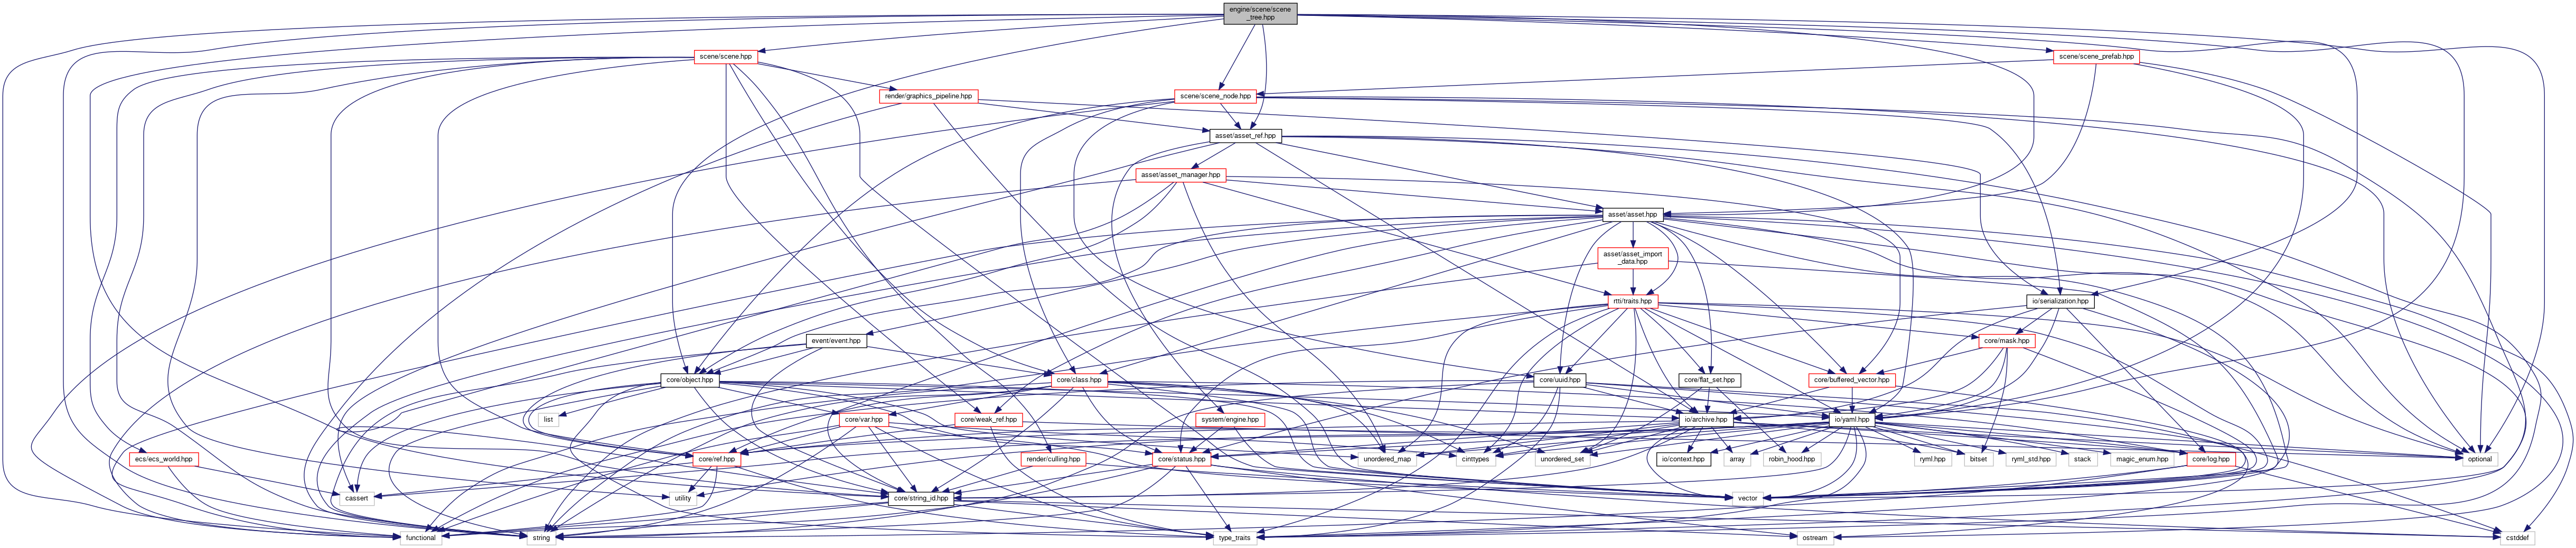 engine/scene/scene
_tree.hpp
scene/scene.hpp
scene/scene_prefab.hpp
render/graphics_pipeline.hpp
scene/scene_node.hpp
asset/asset_ref.hpp
asset/asset_manager.hpp
asset/asset.hpp
asset/asset_import
_data.hpp
rtti/traits.hpp
io/serialization.hpp
event/event.hpp
core/mask.hpp
core/object.hpp
core/class.hpp
core/uuid.hpp
core/flat_set.hpp
core/buffered_vector.hpp
list
core/var.hpp
core/weak_ref.hpp
system/engine.hpp
io/archive.hpp
io/yaml.hpp
ecs/ecs_world.hpp
core/ref.hpp
render/culling.hpp
core/status.hpp
unordered_map
cinttypes
unordered_set
io/context.hpp
array
robin_hood.hpp
ryml.hpp
bitset
ryml_std.hpp
stack
magic_enum.hpp
core/log.hpp
optional
cassert
utility
core/string_id.hpp
vector
functional
string
type_traits
ostream
cstddef